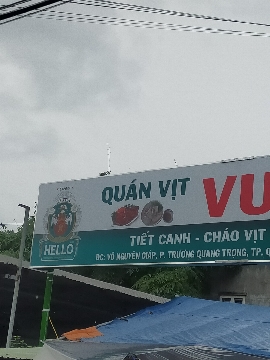 QUÁN VỊT VU
HELLO
TIẾT CANH - CHÁO VỊT
ĐC: VÕ NGUYÊN GIÁP, P. TRƯƠNG QUANG TRỌNG, TP. Q